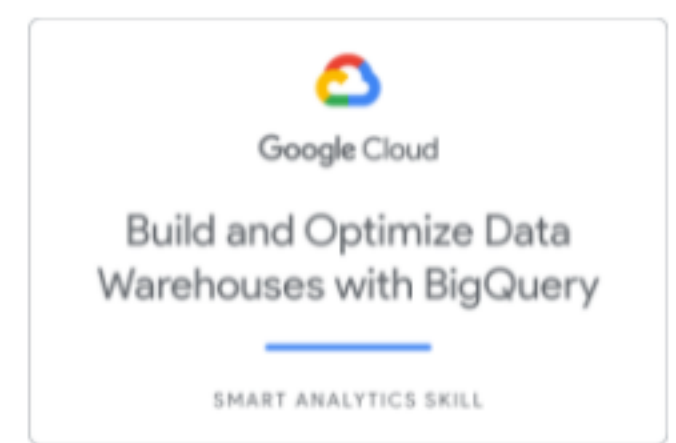 Google Cloud
Build and Optimize Data
Warehouses with BigQuery
SMART ANALYTICS SKILL